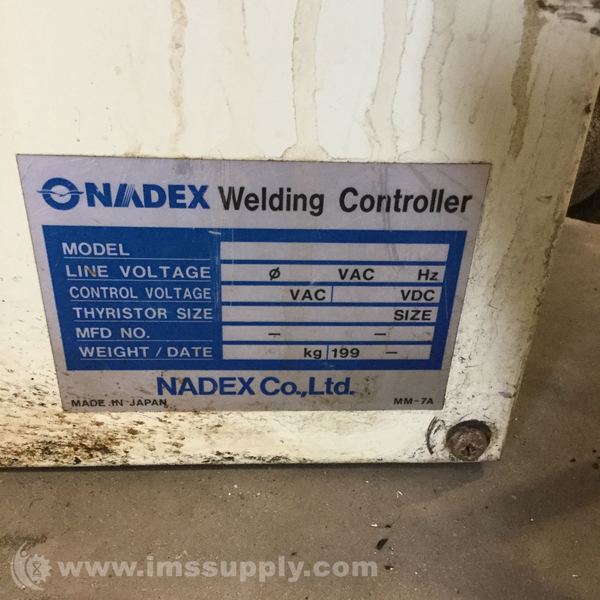 NADEX Welding Controller
MODEL
LINE VOLTAGE ø VAC Hz
CONTROL VOLTAGE VAC VDC
THYRISTOR SIZE SIZE
MFD NO. – –
WEIGHT / DATE kg 199 –
NADEX Co.,Ltd.
MADE IN JAPAN MM-7A
© www.imssupply.com